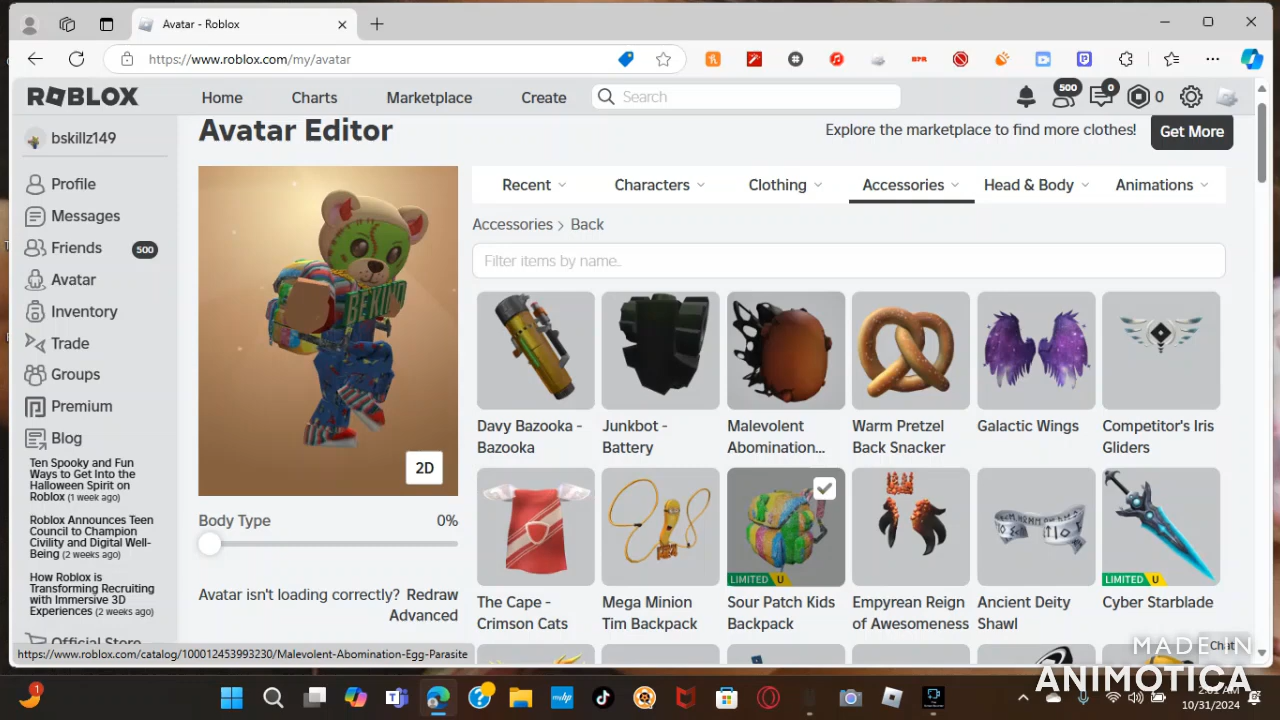 Avatar - Roblox
https://www.roblox.com/my/avatar
ROBLOX
Home
Charts
Marketplace
Create
Search
500
0
0
bskillz149
Avatar Editor
Explore the marketplace to find more clothes!
Get More
Profile
Messages
Friends
500
Avatar
Inventory
Trade
Groups
Premium
Blog
Ten Spooky and Fun
Ways to Get Into the
Halloween Spirit on
Roblox (1 week ago)
Roblox Announces Teen
Council to Champion
Civility and Digital Well-
Being (2 weeks ago)
How Roblox is
Transforming Recruiting
with Immersive 3D
Experiences (2 weeks ago)
Official Store
BE KIND
2D
Body Type
0%
Avatar isn't loading correctly? Redraw
Advanced
Recent
Characters
Clothing
Accessories
Head & Body
Animations
Accessories > Back
Filter items by name..
Davy Bazooka -
Bazooka
Junkbot -
Battery
Malevolent
Abomination...
Warm Pretzel
Back Snacker
Galactic Wings
Competitor's Iris
Gliders
The Cape -
Crimson Cats
Mega Minion
Tim Backpack
LIMITED U
Sour Patch Kids
Backpack
Empyrean Reign
of Awesomeness
Ancient Deity
Shawl
LIMITED U
Cyber Starblade
Chat
https://www.roblox.com/catalog/100012453993230/Malevolent-Abomination-Egg-Parasite
MADE IN
ANIMOTICA
1
10/31/2024